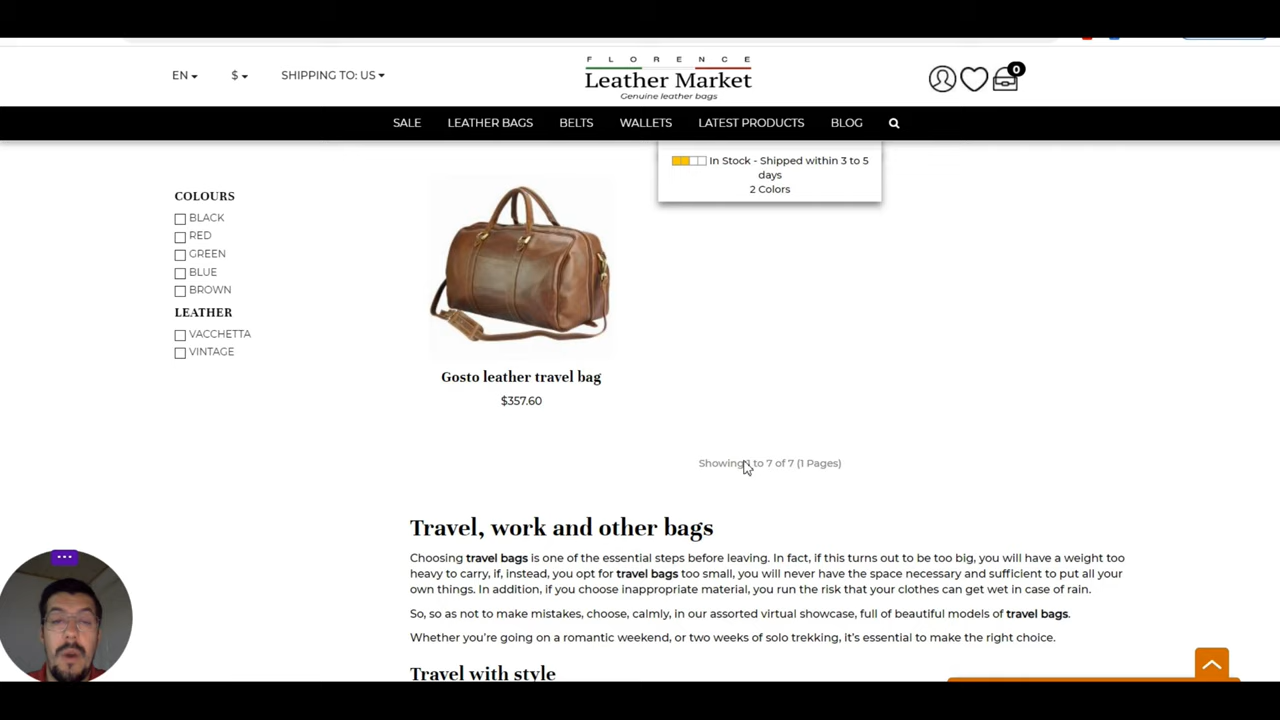 EN
$
SHIPPING TO: US
FLORENCE
Leather Market
Genuine leather bags
0
SALE
LEATHER BAGS
BELTS
WALLETS
LATEST PRODUCTS
BLOG
In Stock - Shipped within 3 to 5
days
2 Colors
COLOURS
BLACK
RED
GREEN
BLUE
BROWN
LEATHER
VACCHETTA
VINTAGE
Gosto leather travel bag
$357.60
Showing 1 to 7 of 7 (1 Pages)
Travel, work and other bags
Choosing travel bags is one of the essential steps before leaving. In fact, if this turns out to be too big, you will have a weight too
heavy to carry, if, instead, you opt for travel bags too small, you will never have the space necessary and sufficient to put all your
own things. In addition, if you choose inappropriate material, you run the risk that your clothes can get wet in case of rain.
So, so as not to make mistakes, choose, calmly, in our assorted virtual showcase, full of beautiful models of travel bags.
Whether you're going on a romantic weekend, or two weeks of solo trekking, it's essential to make the right choice.
Travel with style